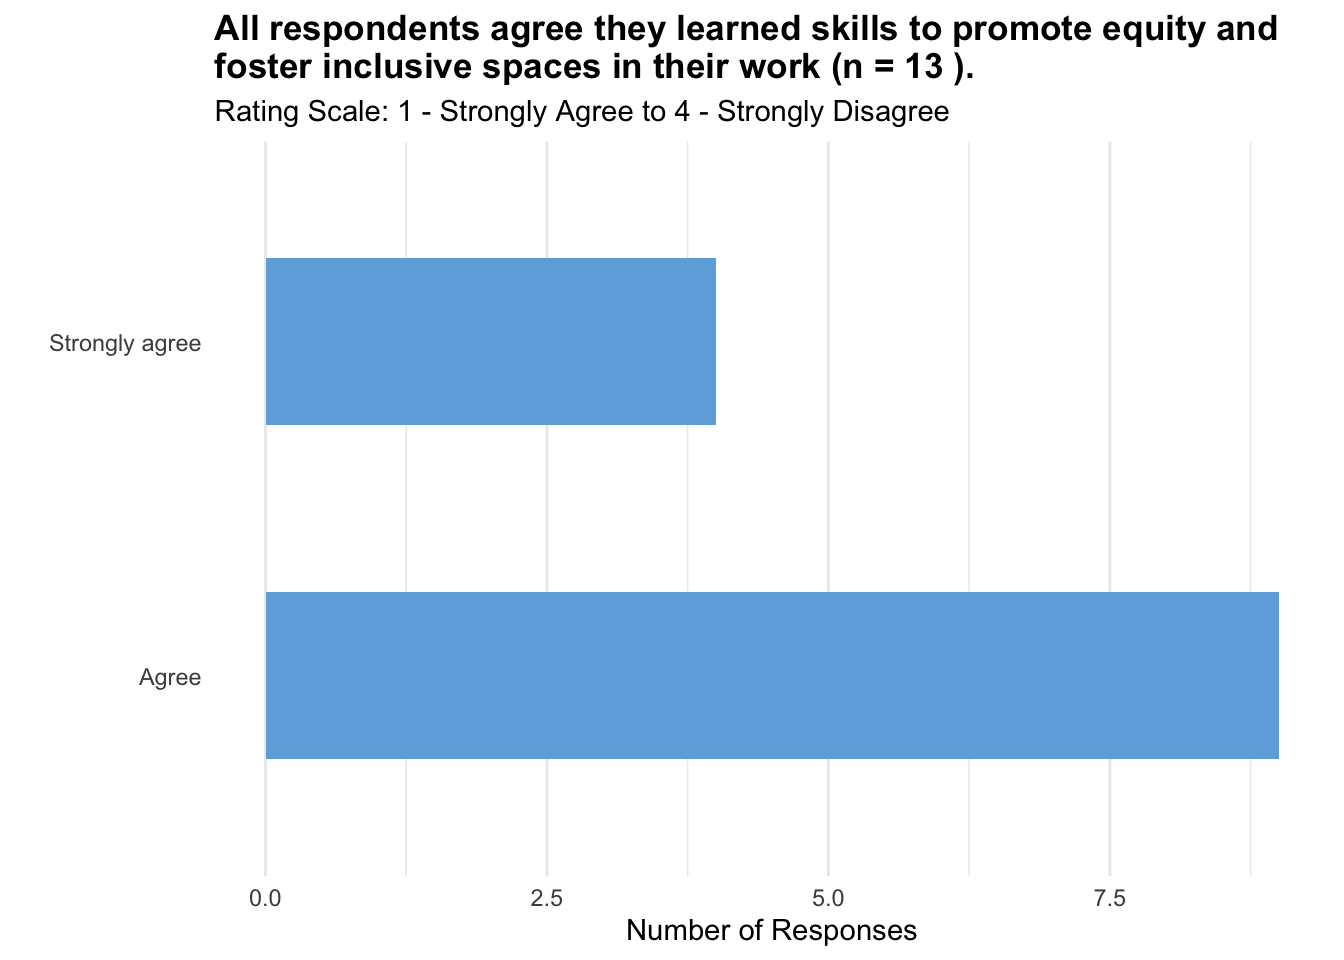 All respondents agree they learned skills to promote equity and
foster inclusive spaces in their work (n = 13 ).
Rating Scale: 1 - Strongly Agree to 4 - Strongly Disagree
Strongly agree
Agree
0.0 2.5 5.0 7.5
Number of Responses